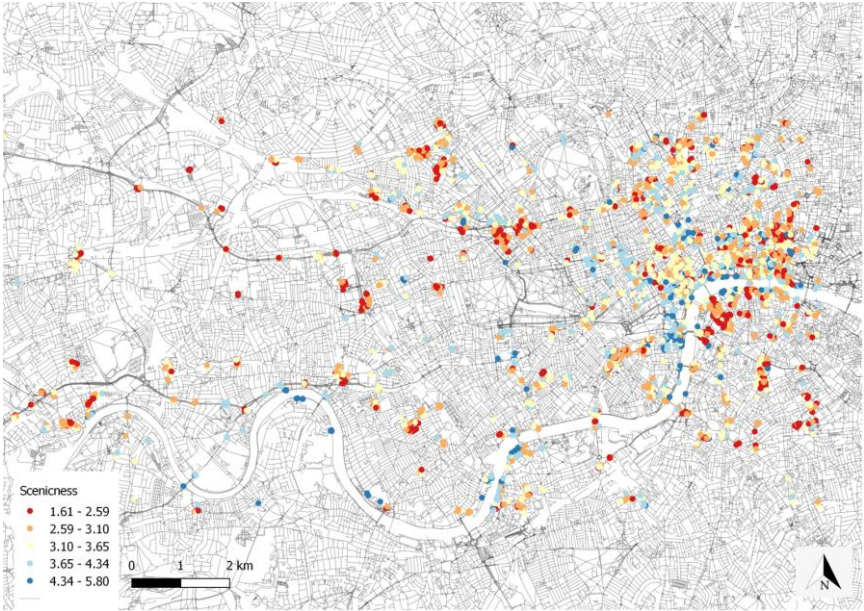 Scenicness
1.61 - 2.59
2.59 - 3.10
3.10 - 3.65
3.65 - 4.34
4.34 - 5.80
0 1 2 km
N